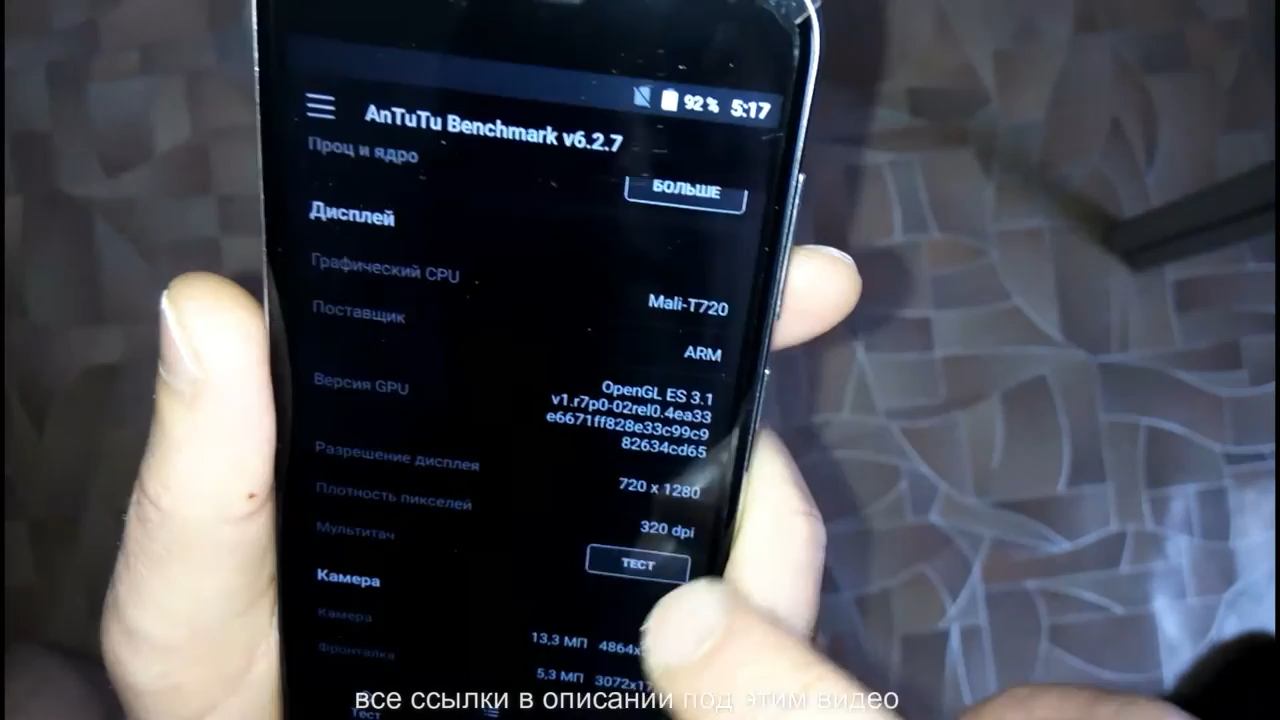 92 % 5:17
AnTuTu Benchmark v6.2.7
Проц и ядро
БОЛЬШЕ
Дисплей
Графический CPU
Mali-T720
Поставщик
ARM
Версия GPU
OpenGL ES 3.1
v1.r7p0-02rel0.4ea33
e6671ff828e33c99c9
82634cd65
Разрешение дисплея
720 x 1280
Плотность пикселей
320 dpi
Мультитач
ТЕСТ
Камера
Камера
13,3 МП
Фронталка
5,3 МП
Тест
все ссылки в описании под этим видео